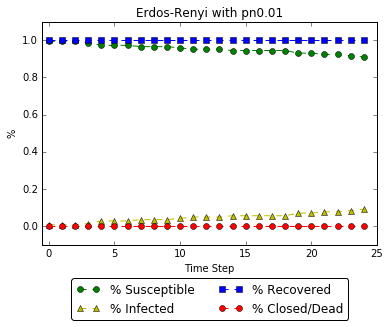 Erdos-Renyi with pn0.01
1.0
0.8
0.6
0.4
0.2
0.0
%
0 5 10 15 20 25
Time Step
% Susceptible % Recovered
% Infected % Closed/Dead